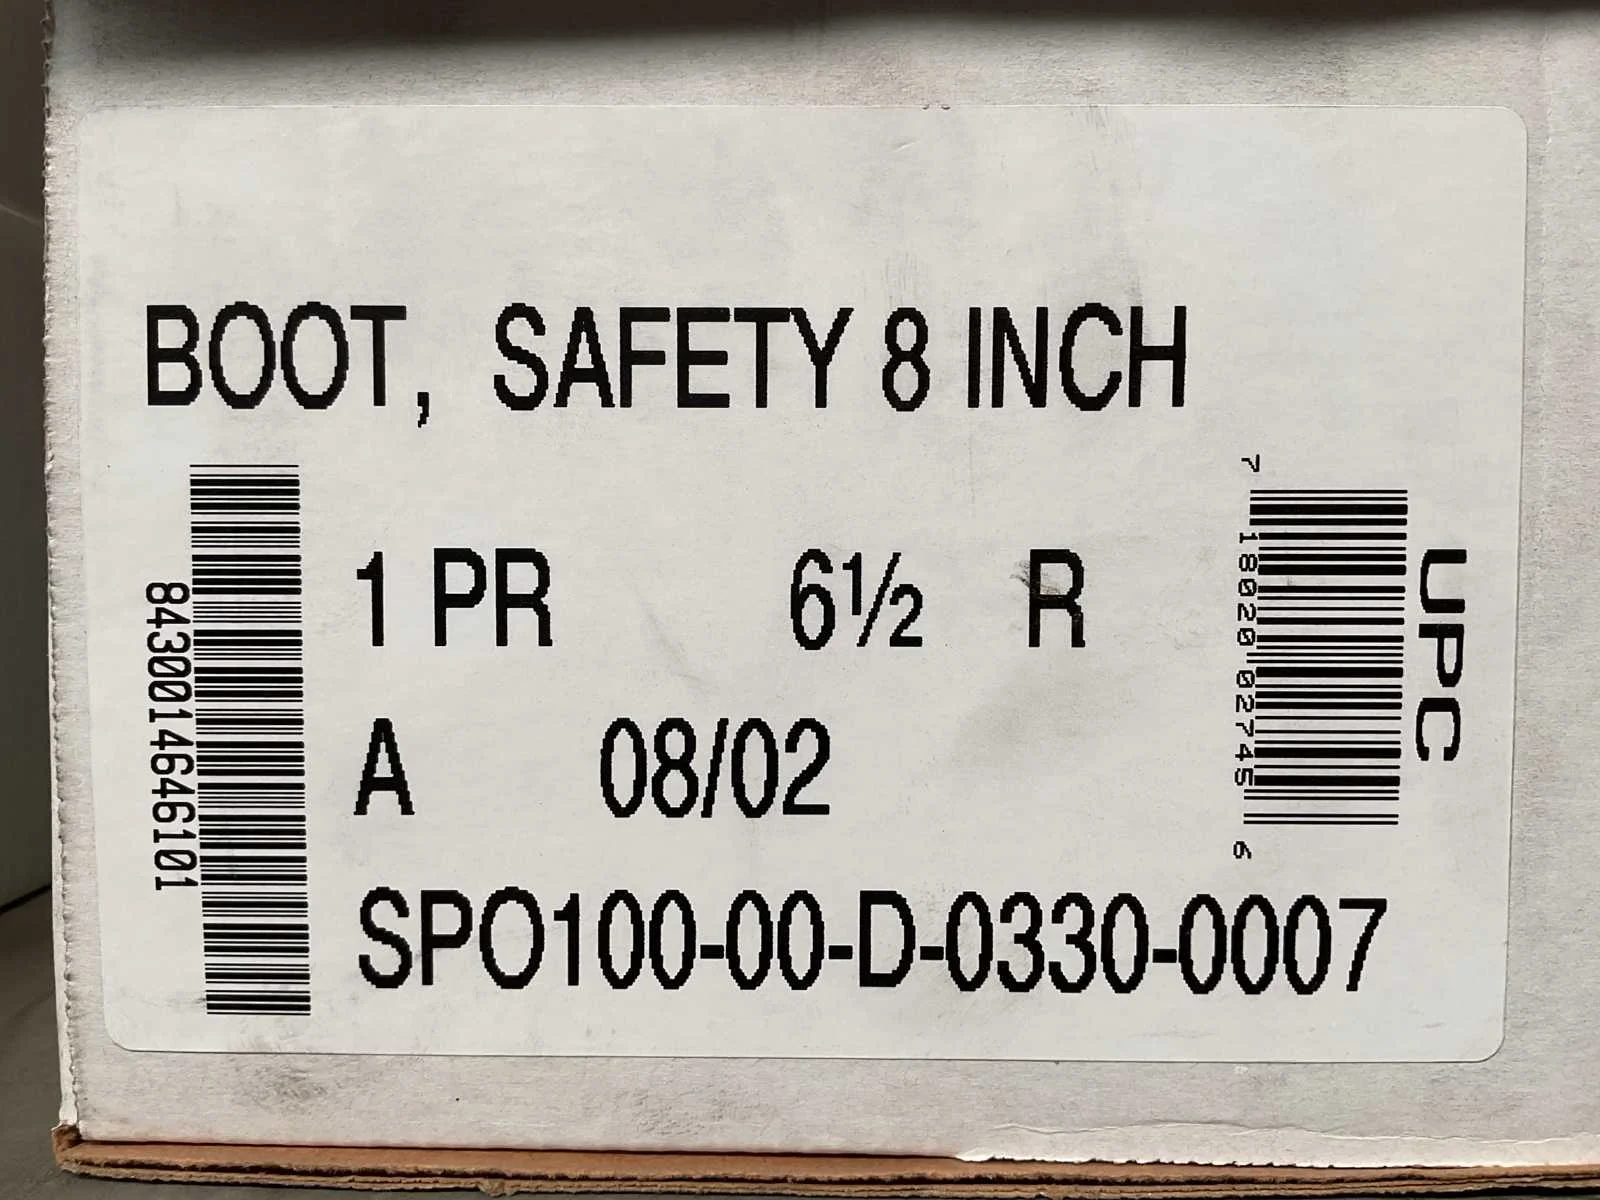 BOOT, SAFETY 8 INCH
8430014646101
1 PR 6½ R
A 08/02
SPO100-00-D-0330-0007
7 18020 02745 6
UPC